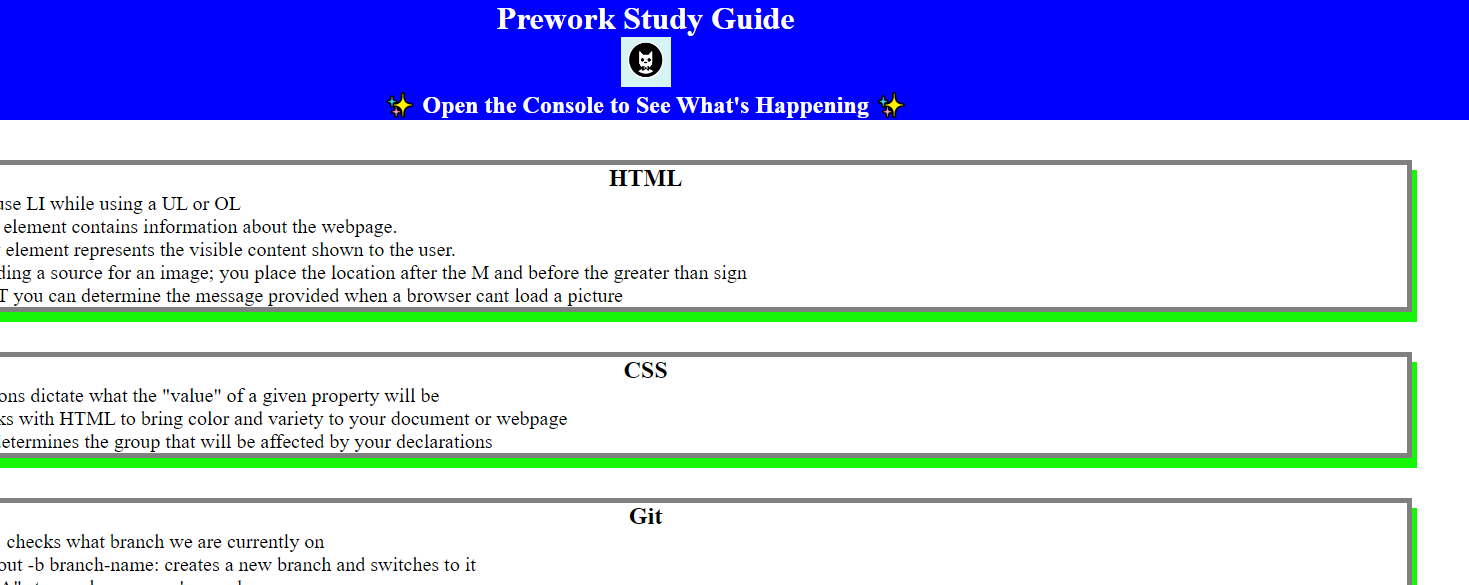 Prework Study Guide
✨ Open the Console to See What's Happening ✨
HTML
use LI while using a UL or OL
element contains information about the webpage.
element represents the visible content shown to the user.
ding a source for an image; you place the location after the M and before the greater than sign
T you can determine the message provided when a browser cant load a picture
CSS
ons dictate what the "value" of a given property will be
ks with HTML to bring color and variety to your document or webpage
etermines the group that will be affected by your declarations
Git
checks what branch we are currently on
out -b branch-name: creates a new branch and switches to it